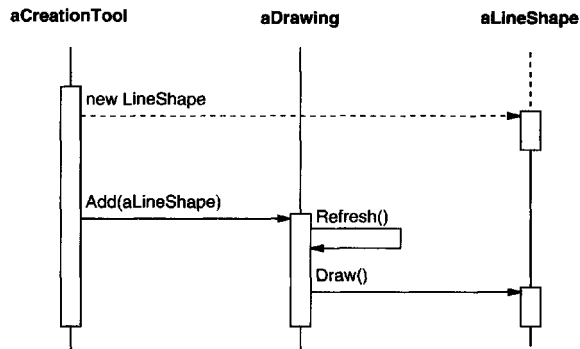 aCreationTool
aDrawing
aLineShape
new LineShape
Add(aLineShape)
Refresh()
Draw()